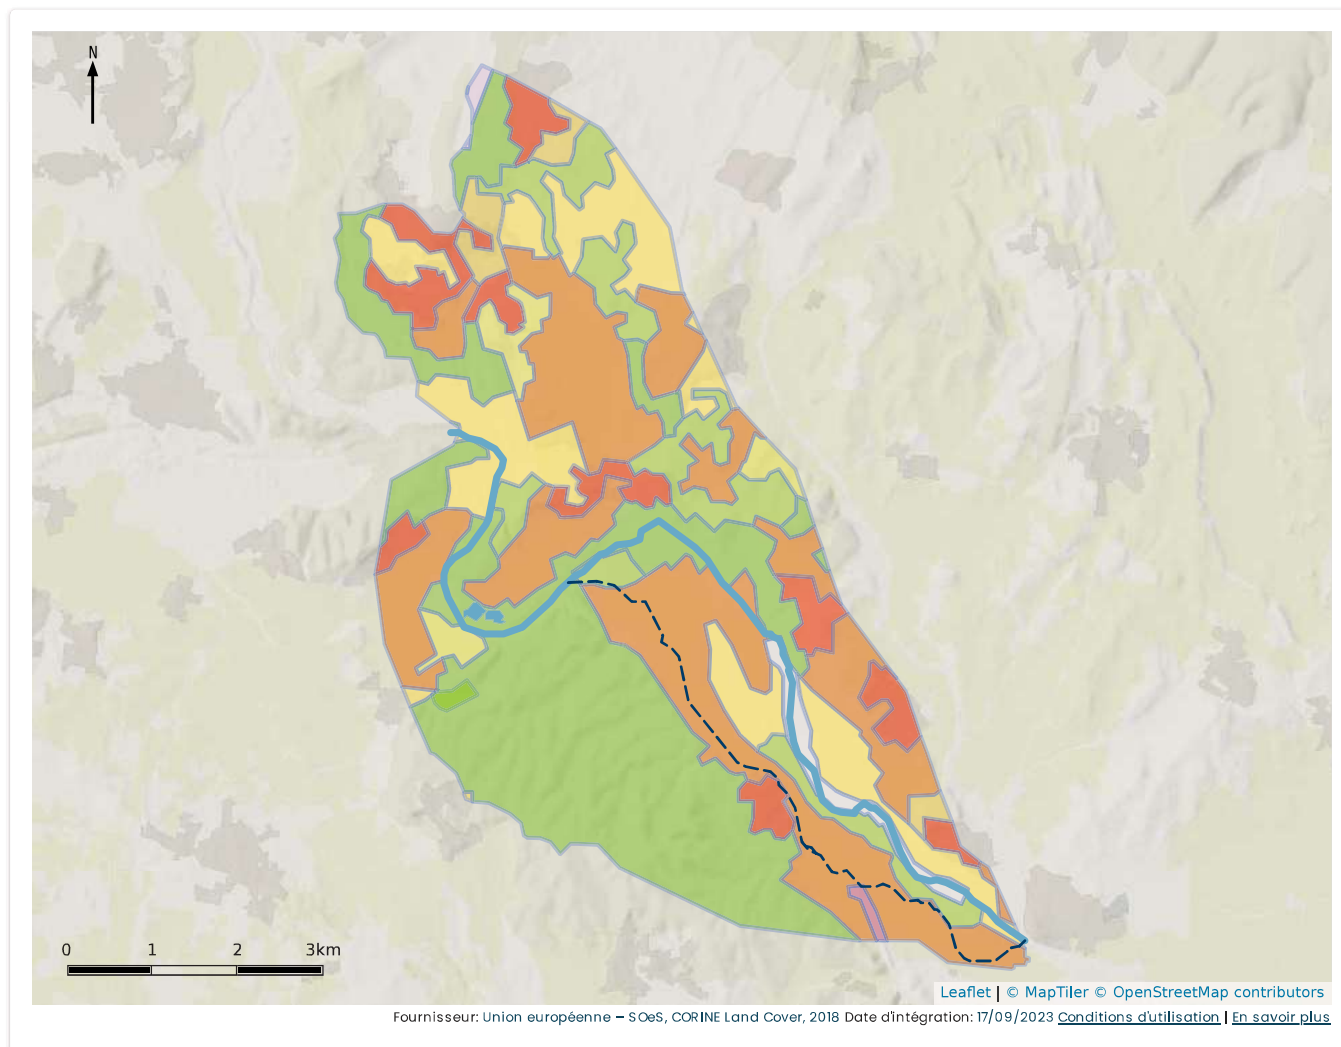 N
0 1 2 3km
Leaflet | © MapTiler © OpenStreetMap contributors
Fournisseur: Union européenne – SOeS, CORINE Land Cover, 2018 Date d'intégration: 17/09/2023 Conditions d'utilisation | En savoir plus